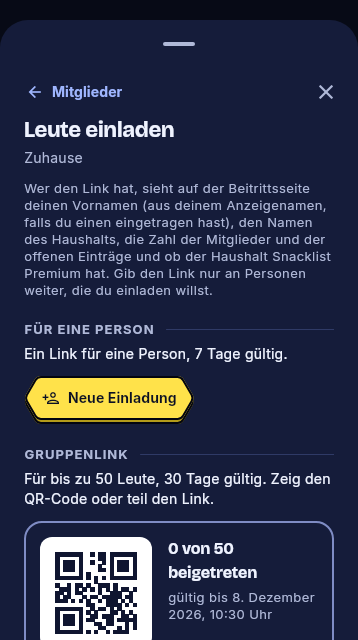 Mitglieder
Leute einladen
Zuhause
Wer den Link hat, sieht auf der Beitrittsseite
deinen Vornamen (aus deinem Anzeigenamen,
falls du einen eingetragen hast), den Namen
des Haushalts, die Zahl der Mitglieder und der
offenen Einträge und ob der Haushalt Snacklist
Premium hat. Gib den Link nur an Personen
weiter, die du einladen willst.
FÜR EINE PERSON
Ein Link für eine Person, 7 Tage gültig.
Neue Einladung
GRUPPENLINK
Für bis zu 50 Leute, 30 Tage gültig. Zeig den
QR-Code oder teil den Link.
0 von 50
beigetreten
gültig bis 8. Dezember
2026, 10:30 Uhr